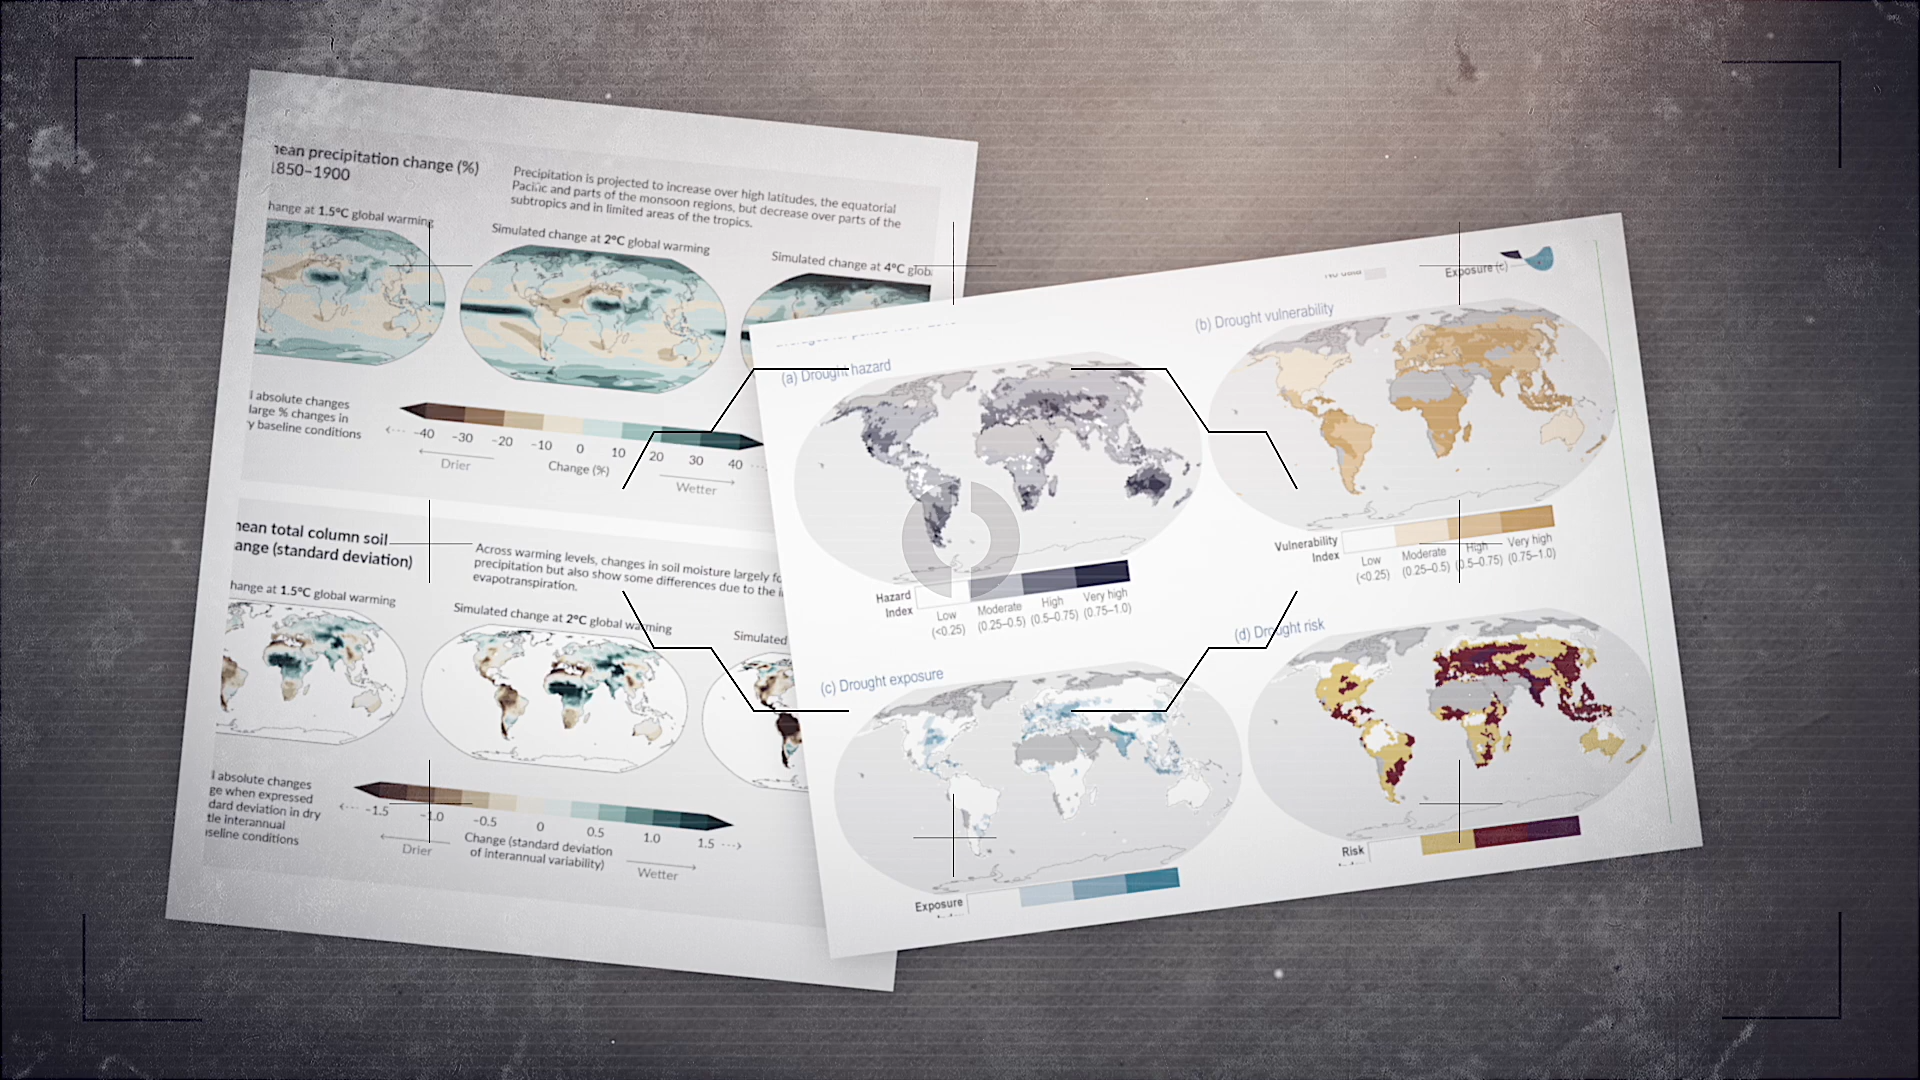 mean precipitation change (%)
1850–1900
Precipitation is projected to increase over high latitudes, the equatorial
Pacific and parts of the monsoon regions, but decrease over parts of the
subtropics and in limited areas of the tropics.
hange at 1.5°C global warming
Simulated change at 2°C global warming
Simulated change at 4°C glob
l absolute changes
large % changes in
y baseline conditions
-40 -30 -20 -10 0 10 20 30 40
Drier
Change (%)
Wetter
nean total column soil
ange (standard deviation)
Across warming levels, changes in soil moisture largely fo
precipitation but also show some differences due to the i
evapotranspiration.
hange at 1.5°C global warming
Simulated change at 2°C global warming
Simulated
l absolute changes
ge when expressed
dard deviation in dry
tle interannual
iseline conditions
-1.5 -1.0 -0.5 0 0.5 1.0 1.5
Drier
Change (standard deviation
of interannual variability)
Wetter
No data
Exposure (c)
(a) Drought hazard
Hazard
Index
Low
(<0.25)
Moderate
(0.25–0.5)
High
(0.5–0.75)
Very high
(0.75–1.0)
(b) Drought vulnerability
Vulnerability
Index
Low
(<0.25)
Moderate
(0.25–0.5)
High
(0.5–0.75)
Very high
(0.75–1.0)
(c) Drought exposure
Exposure
(d) Drought risk
Risk